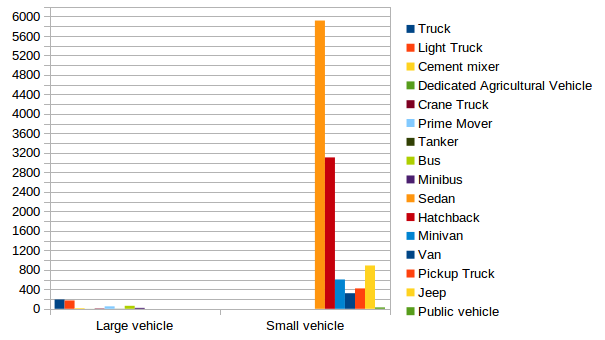 6000
5600
5200
4800
4400
4000
3600
3200
2800
2400
2000
1600
1200
800
400
0
Large vehicle
Small vehicle
Truck
Light Truck
Cement mixer
Dedicated Agricultural Vehicle
Crane Truck
Prime Mover
Tanker
Bus
Minibus
Sedan
Hatchback
Minivan
Van
Pickup Truck
Jeep
Public vehicle